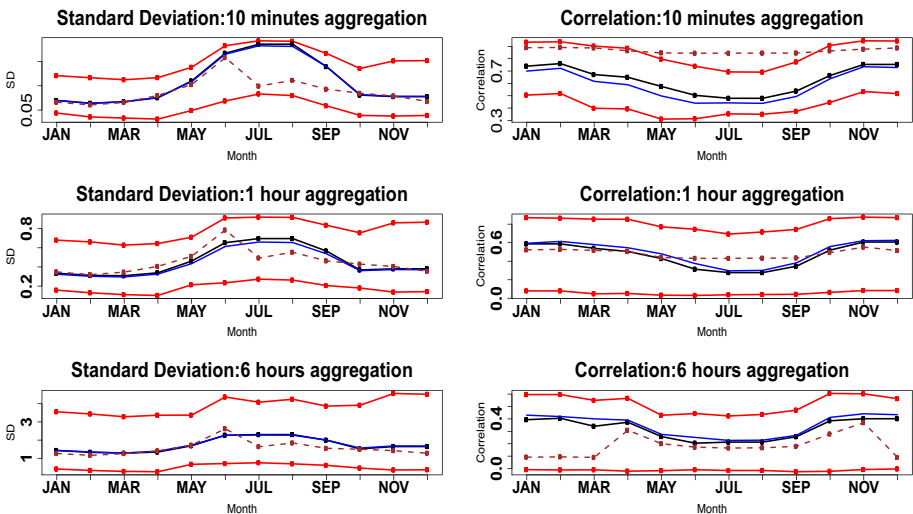 Standard Deviation:10 minutes aggregation
SD
0.05
JAN MAR MAY JUL SEP NOV
Month
Correlation:10 minutes aggregation
Correlation
0.7
0.3
JAN MAR MAY JUL SEP NOV
Month
Standard Deviation:1 hour aggregation
SD
0.8
0.2
JAN MAR MAY JUL SEP NOV
Month
Correlation:1 hour aggregation
Correlation
0.6
0.0
JAN MAR MAY JUL SEP NOV
Month
Standard Deviation:6 hours aggregation
SD
3
1
JAN MAR MAY JUL SEP NOV
Month
Correlation:6 hours aggregation
Correlation
0.4
0.0
JAN MAR MAY JUL SEP NOV
Month